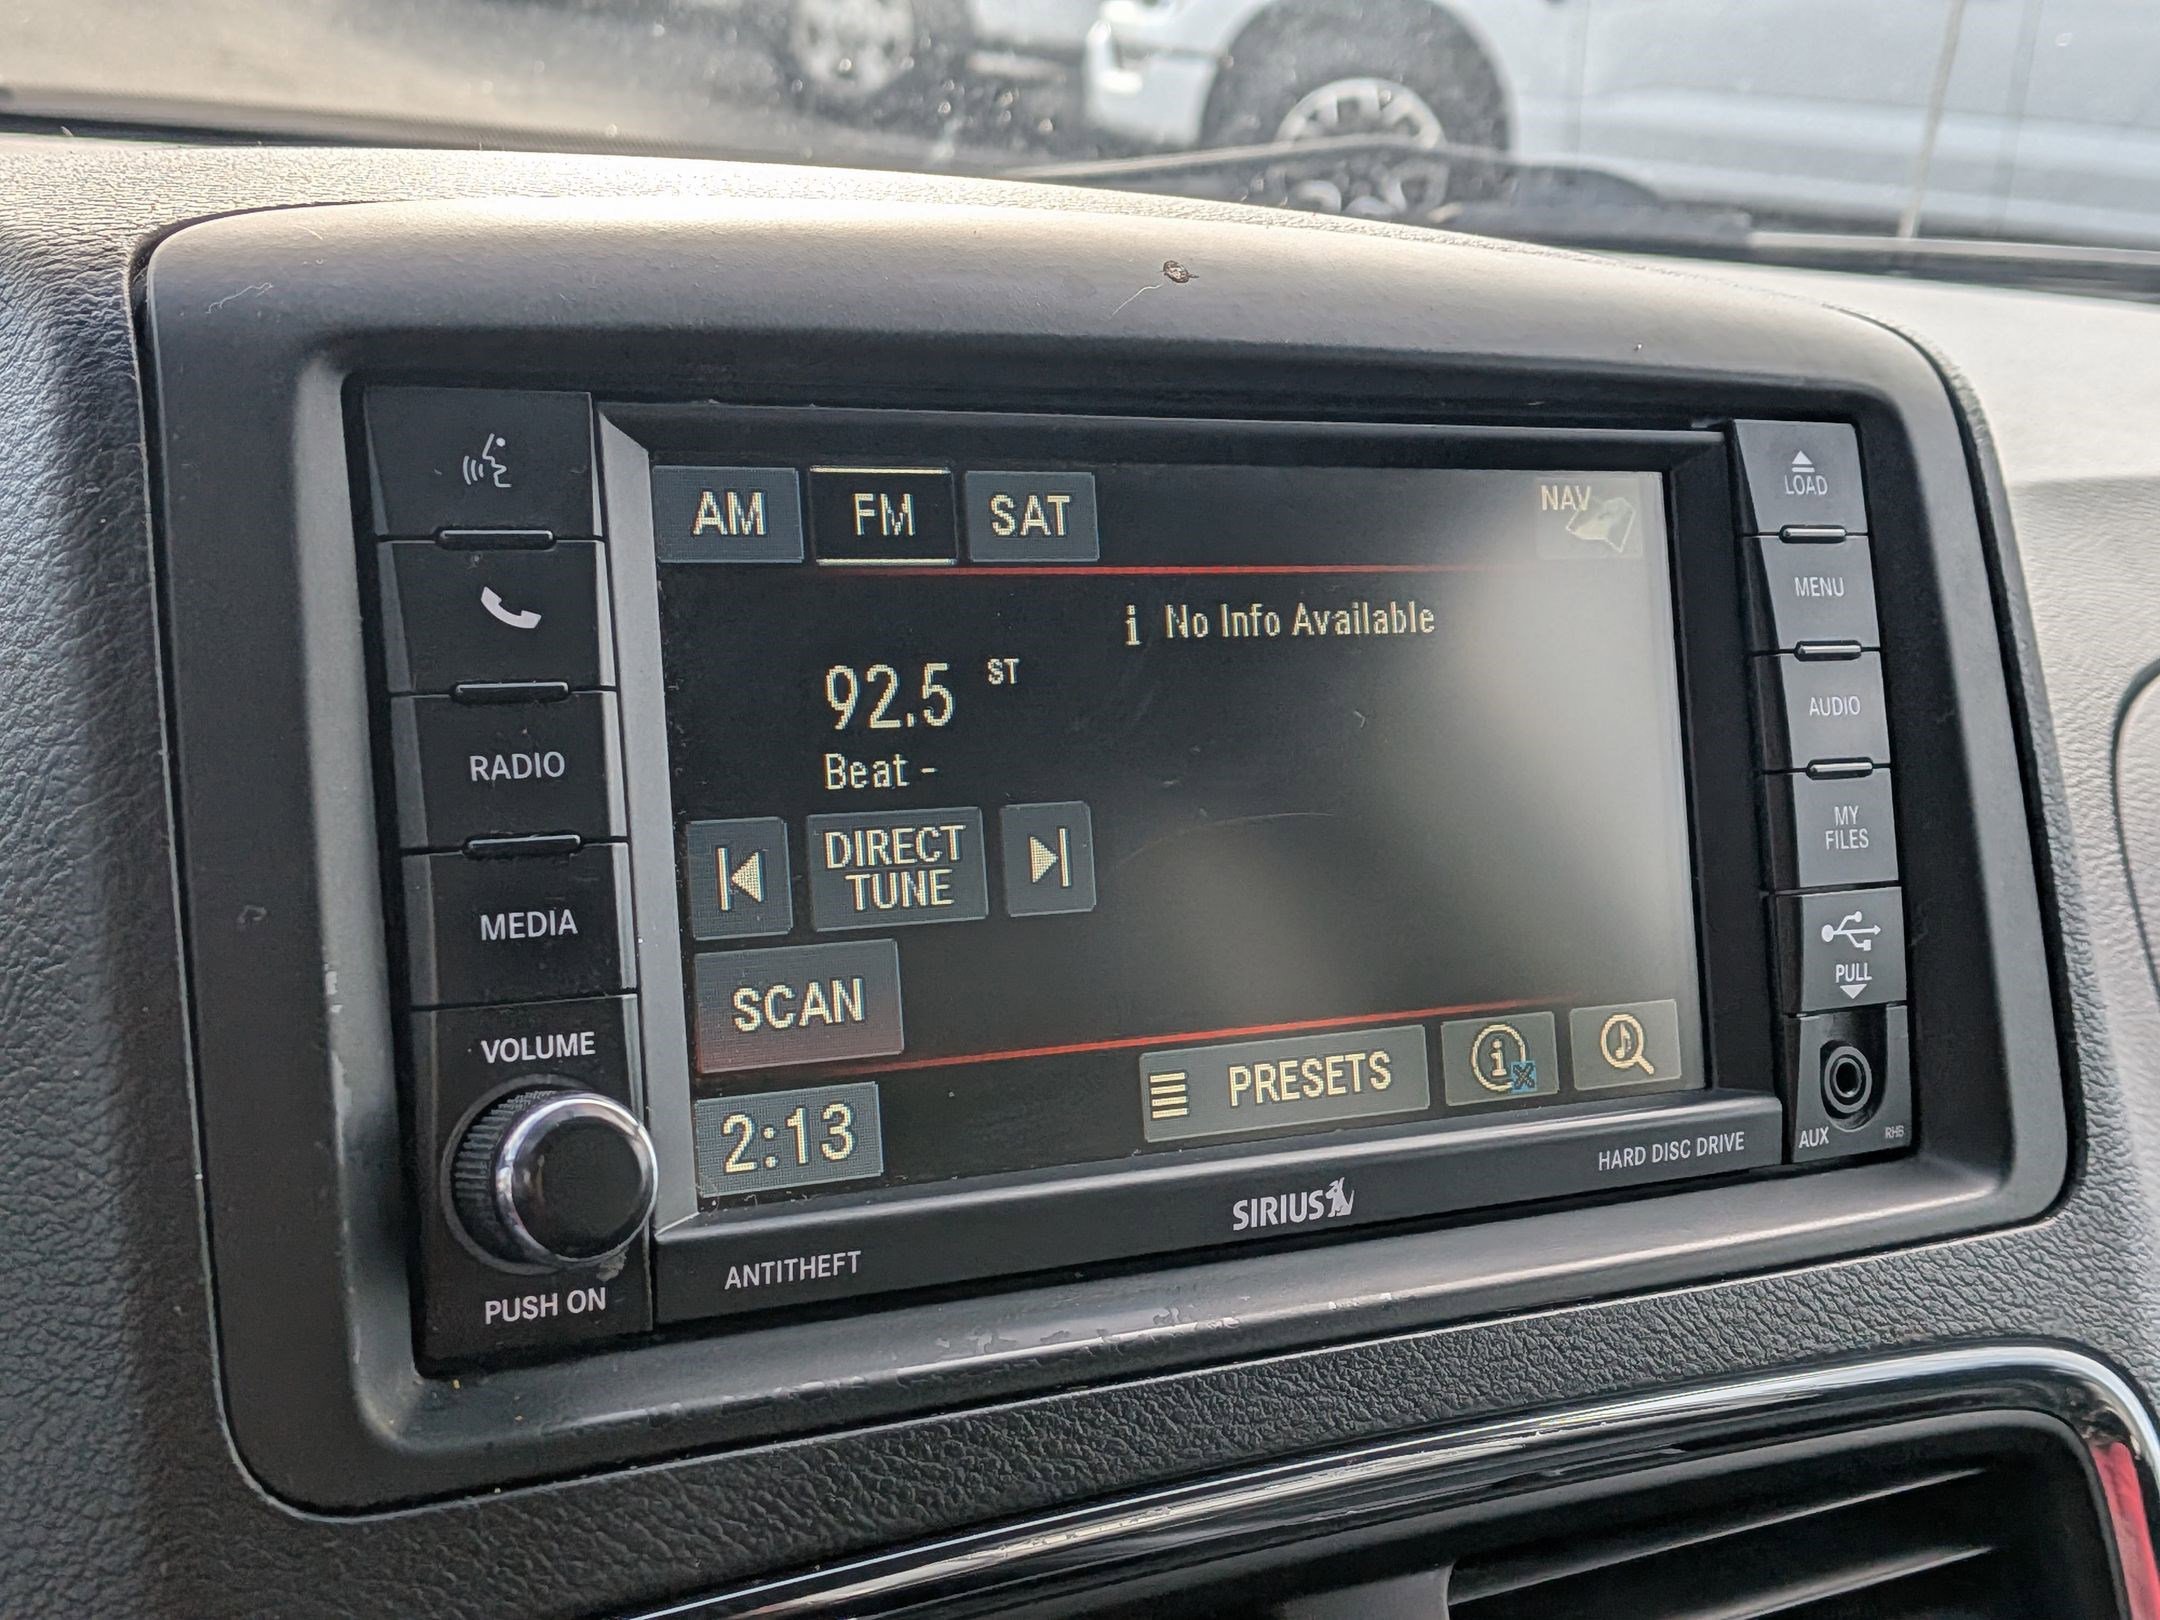 AM FM SAT NAV
i No Info Available
92.5 ST
Beat -
DIRECT
TUNE
SCAN
PRESETS i
2:13
RADIO
MEDIA
VOLUME
PUSH ON
ANTITHEFT
SIRIUS
HARD DISC DRIVE
LOAD
MENU
AUDIO
MY
FILES
PULL
AUX
RHB